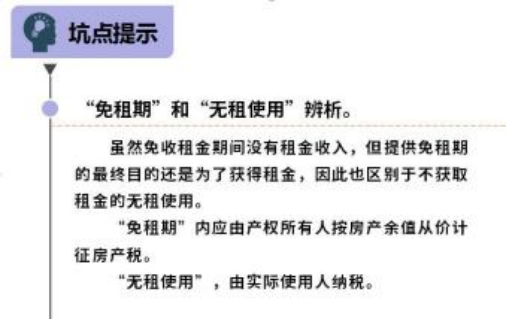 坑点提示
“免租期”和“无租使用”辨析。
虽然免收租金期间没有租金收入，但提供免租期
的最终目的还是为了获得租金，因此也区别于不获取
租金的无租使用。
“免租期”内应由产权所有人按房产余值从价计
征房产税。
“无租使用”，由实际使用人纳税。